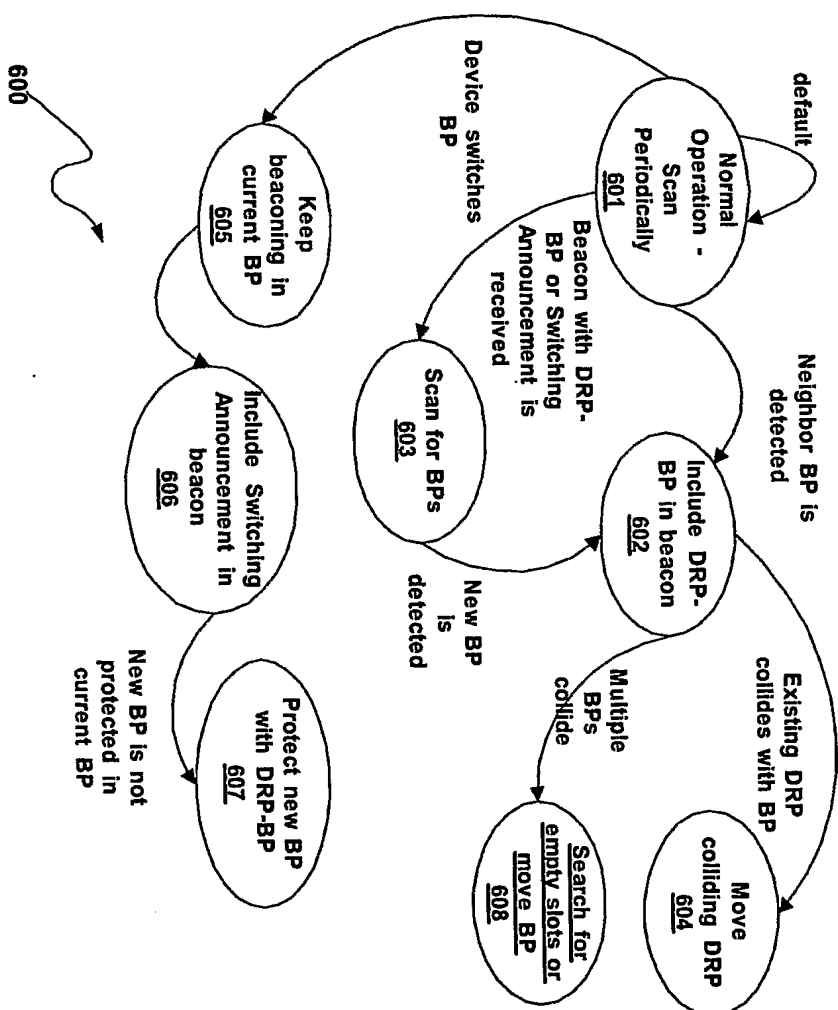 default
Normal
Operation -
Scan
Periodically
601
Neighbor BP is
detected
Include DRP-
BP in beacon
602
Existing DRP
collides with BP
Move
colliding DRP
604
Beacon with DRP-
BP or Switching
Announcement is
received
Scan for BPs
603
New BP
is
detected
Multiple
BPs
collide
Search for
empty slots or
move BP
608
Device switches
BP
Keep
beaconing in
current BP
605
Include Switching
Announcement in
beacon
606
New BP is not
protected in
current BP
Protect new BP
with DRP-BP
607
600